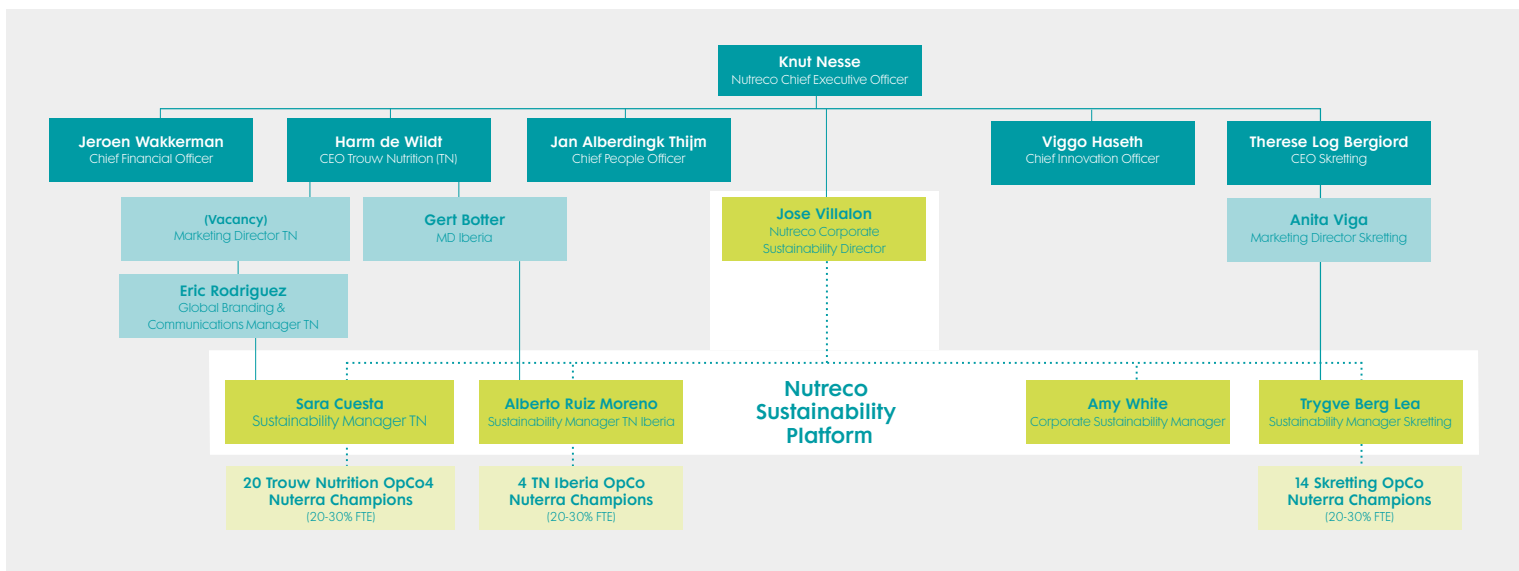 Knut Nesse
Nutreco Chief Executive Officer
Jeroen Wakkerman
Chief Financial Officer
Harm de Wildt
CEO Trouw Nutrition (TN)
Jan Alberdingk Thijm
Chief People Officer
Viggo Haseth
Chief Innovation Officer
Therese Log Bergjord
CEO Skretting
(Vacancy)
Marketing Director TN
Gert Botter
MD Iberia
Jose Villalon
Nutreco Corporate
Sustainability Director
Anita Viga
Marketing Director Skretting
Eric Rodriguez
Global Branding &
Communications Manager TN
Sara Cuesta
Sustainability Manager TN
Alberto Ruiz Moreno
Sustainability Manager TN Iberia
Nutreco
Sustainability
Platform
Amy White
Corporate Sustainability Manager
Trygve Berg Lea
Sustainability Manager Skretting
20 Trouw Nutrition OpCo4
Nuterra Champions
(20-30% FTE)
4 TN Iberia OpCo
Nuterra Champions
(20-30% FTE)
14 Skretting OpCo
Nuterra Champions
(20-30% FTE)